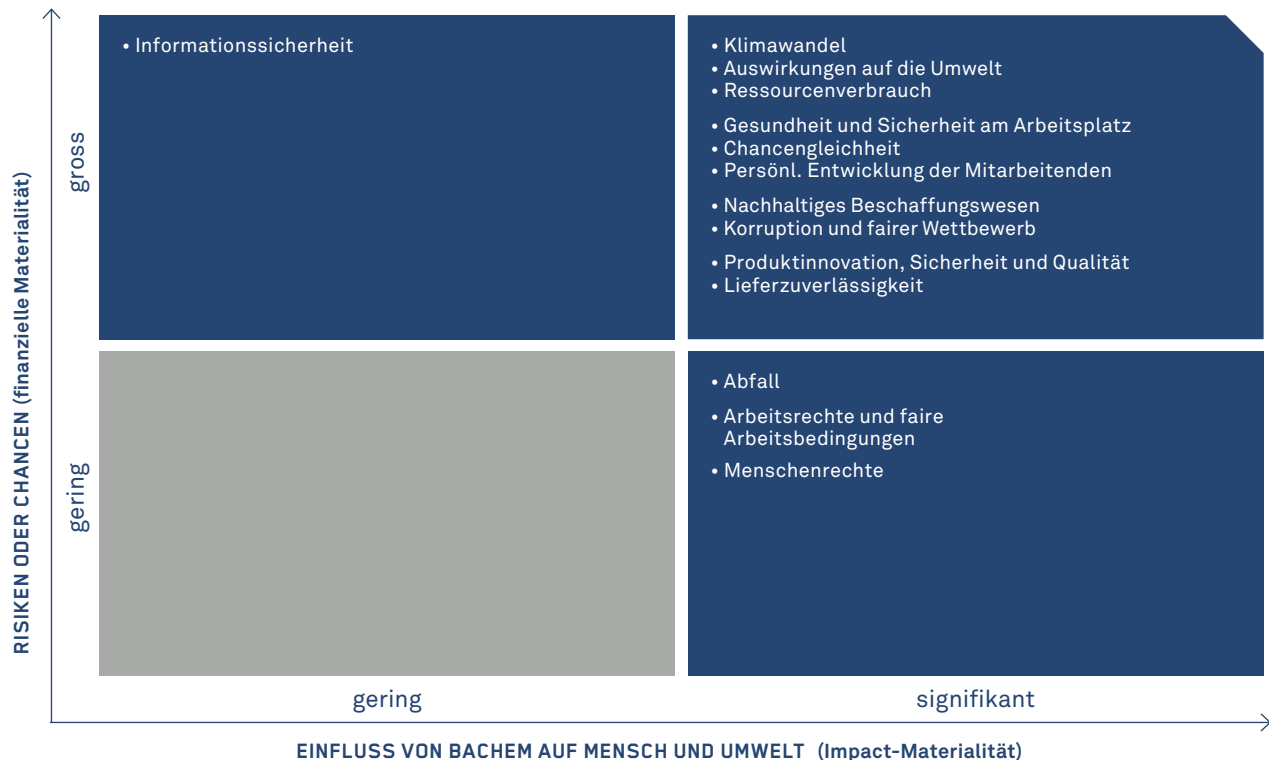 RISIKEN ODER CHANCEN (finanzielle Materialität)
gross
• Informationssicherheit
• Klimawandel
• Auswirkungen auf die Umwelt
• Ressourcenverbrauch
• Gesundheit und Sicherheit am Arbeitsplatz
• Chancengleichheit
• Persönl. Entwicklung der Mitarbeitenden
• Nachhaltiges Beschaffungswesen
• Korruption und fairer Wettbewerb
• Produktinnovation, Sicherheit und Qualität
• Lieferzuverlässigkeit
gering
• Abfall
• Arbeitsrechte und faire
Arbeitsbedingungen
• Menschenrechte
gering
signifikant
EINFLUSS VON BACHEM AUF MENSCH UND UMWELT (Impact-Materialität)